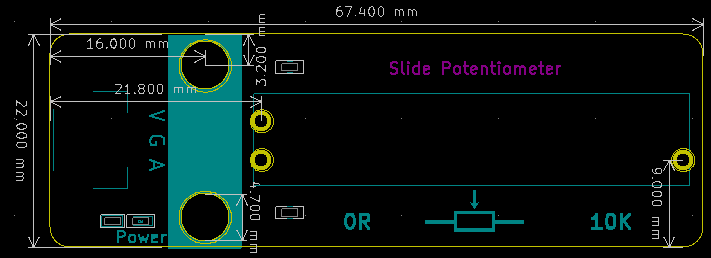 67.400 mm
16.000 mm
3.200 mm
Slide Potentiometer
21.800 mm
22.000 mm
V G A
4.700 mm
9.000 mm
0R
10K
Power